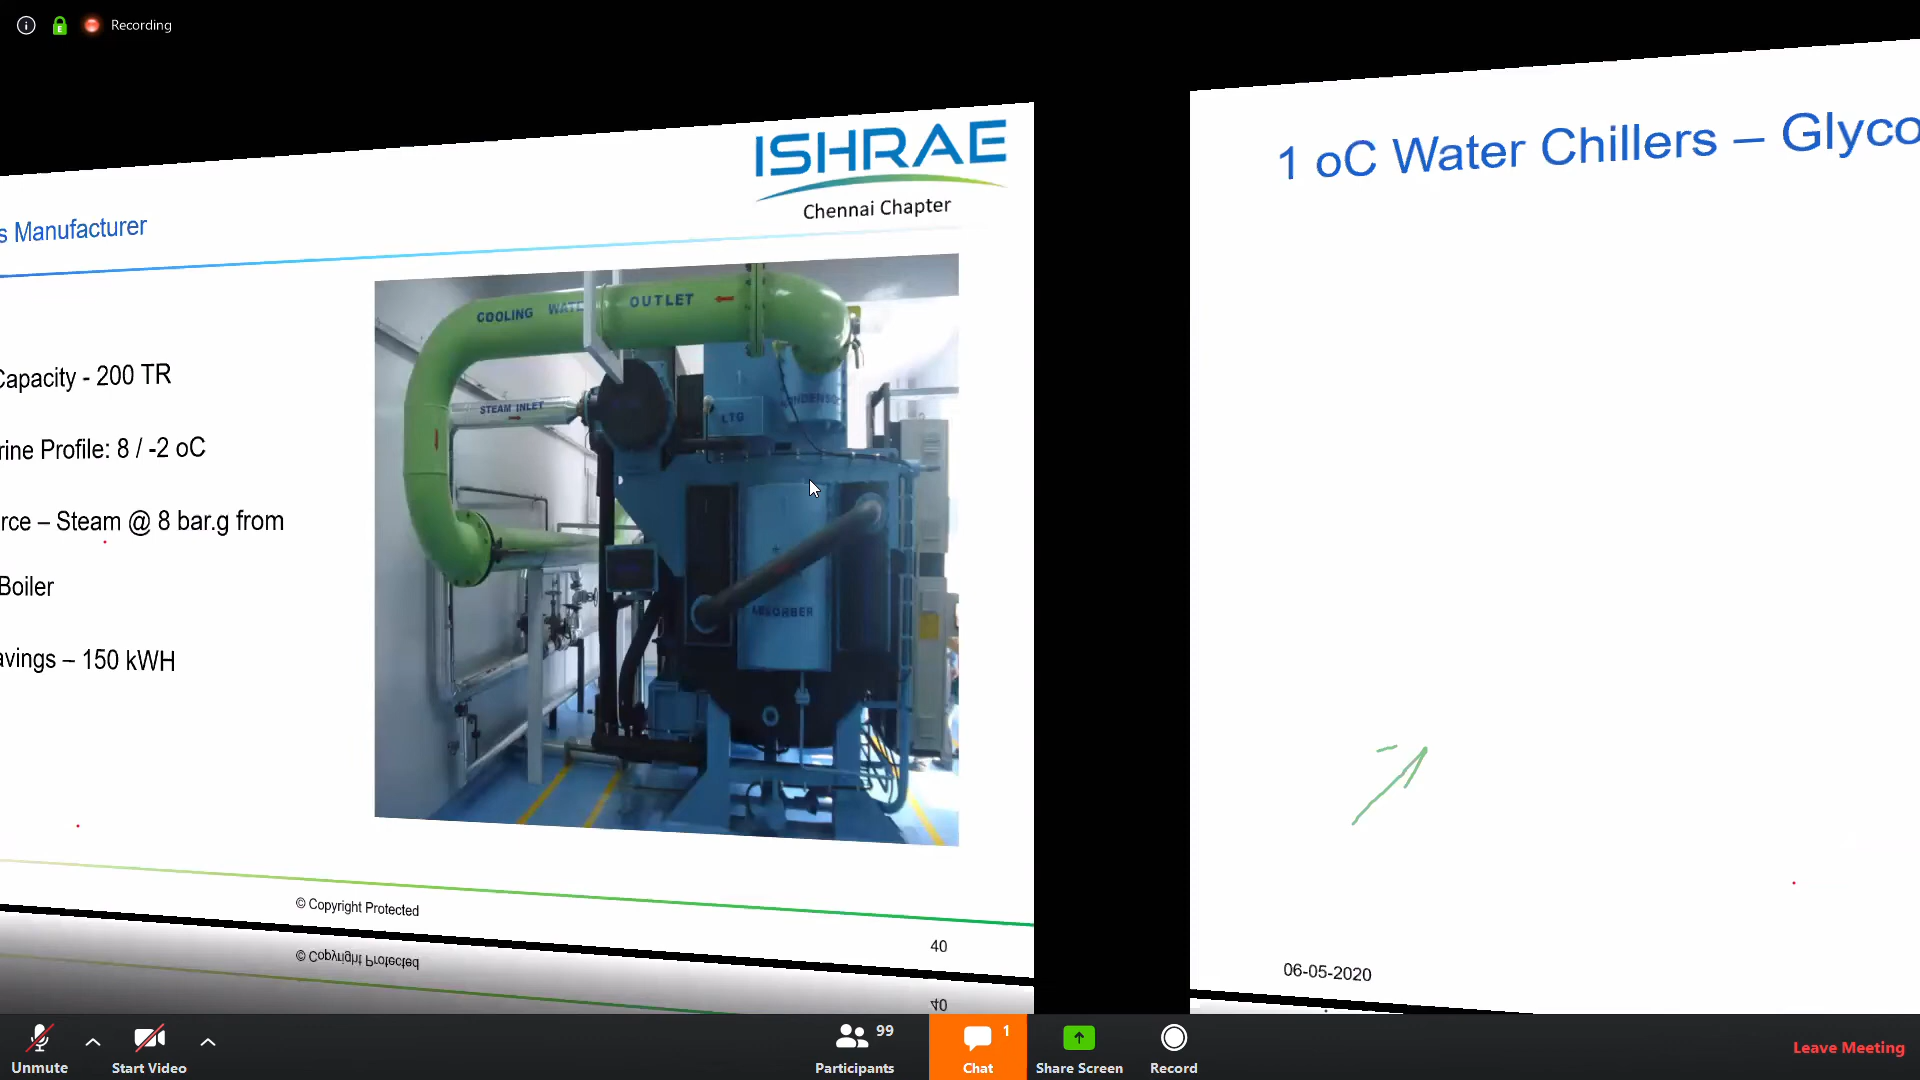 Recording
ISHRAE
Chennai Chapter
s Manufacturer
COOLING WATE OUTLET
STEAM INLET
LTG
ABSORBER
Capacity - 200 TR
rine Profile: 8 / -2 oC
rce – Steam @ 8 bar.g from
Boiler
avings – 150 kWH
© Copyright Protected
40
© Copyright Protected
40
1 oC Water Chillers – Glyco
06-05-2020
Unmute
Start Video
99
Participants
1
Chat
Share Screen
Record
Leave Meeting